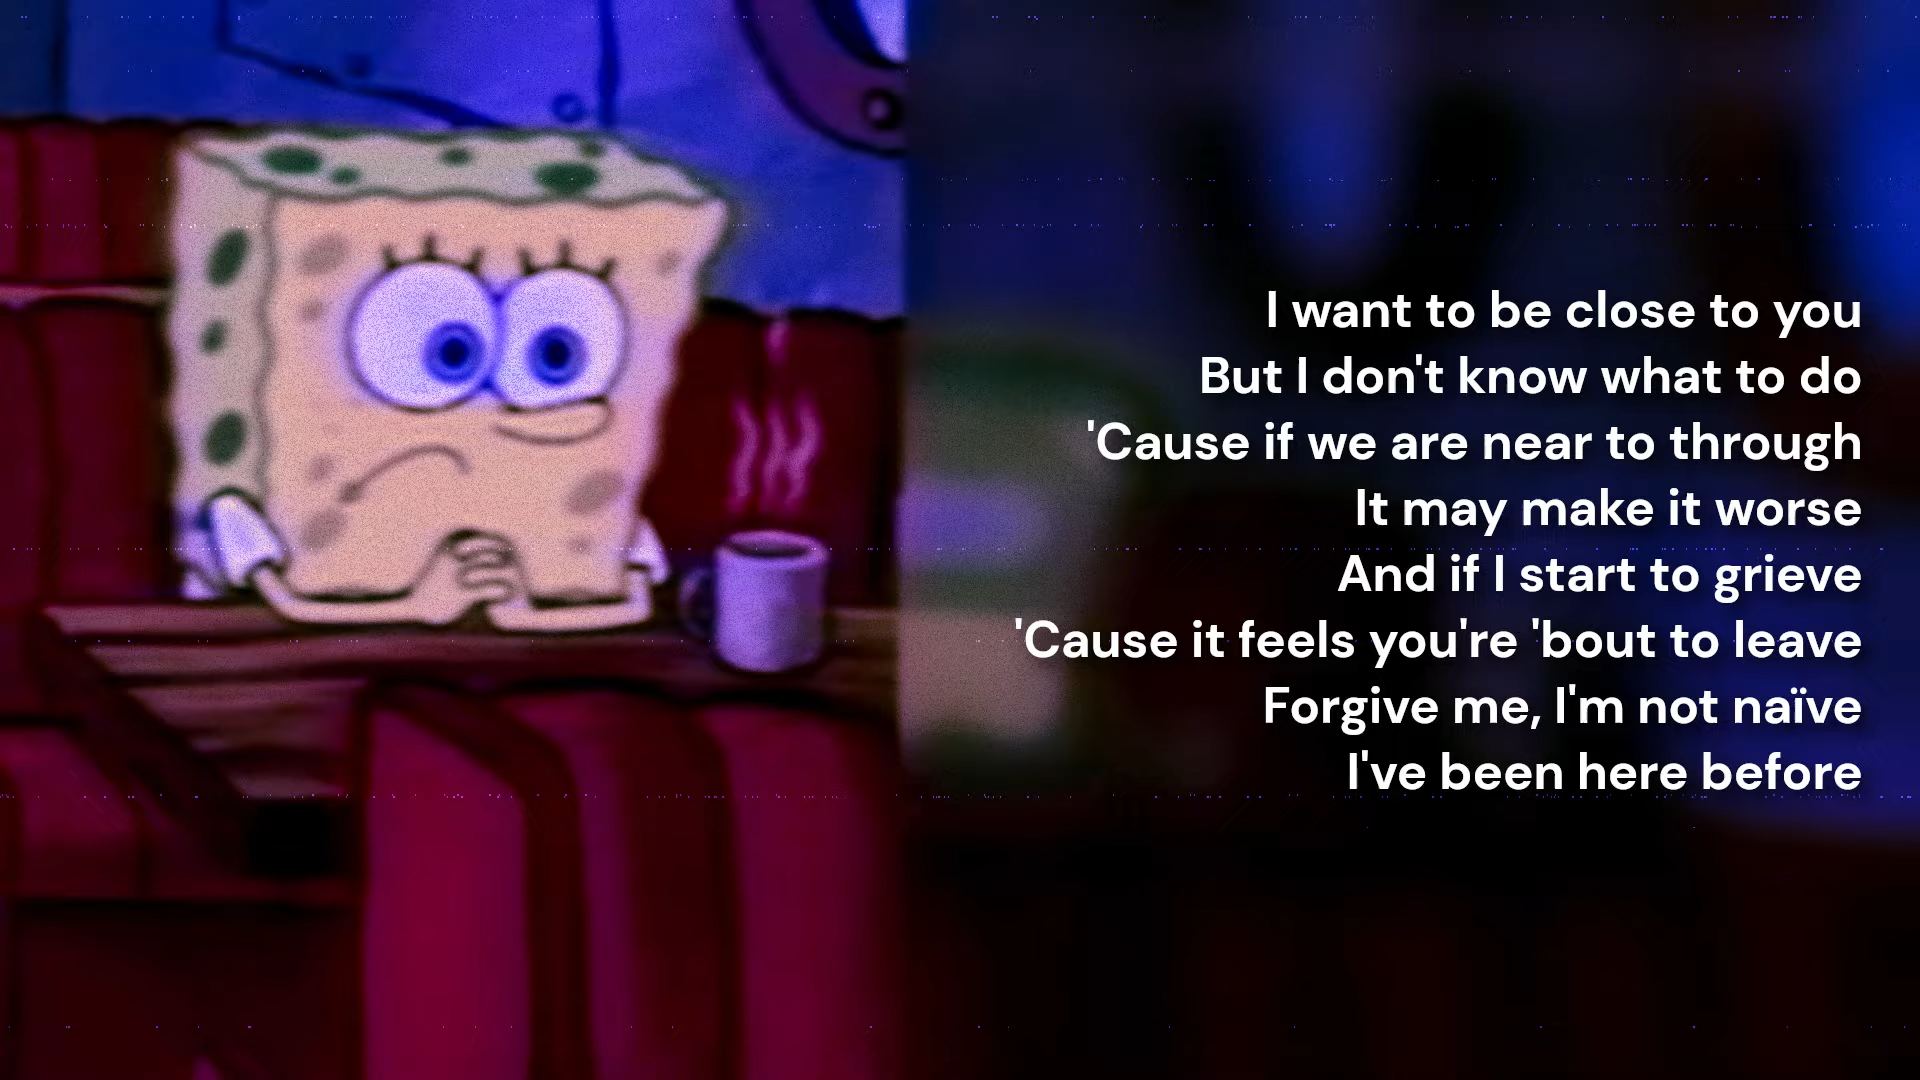 I want to be close to you
But I don't know what to do
'Cause if we are near to through
It may make it worse
And if I start to grieve
'Cause it feels you're 'bout to leave
Forgive me, I'm not naïve
I've been here before